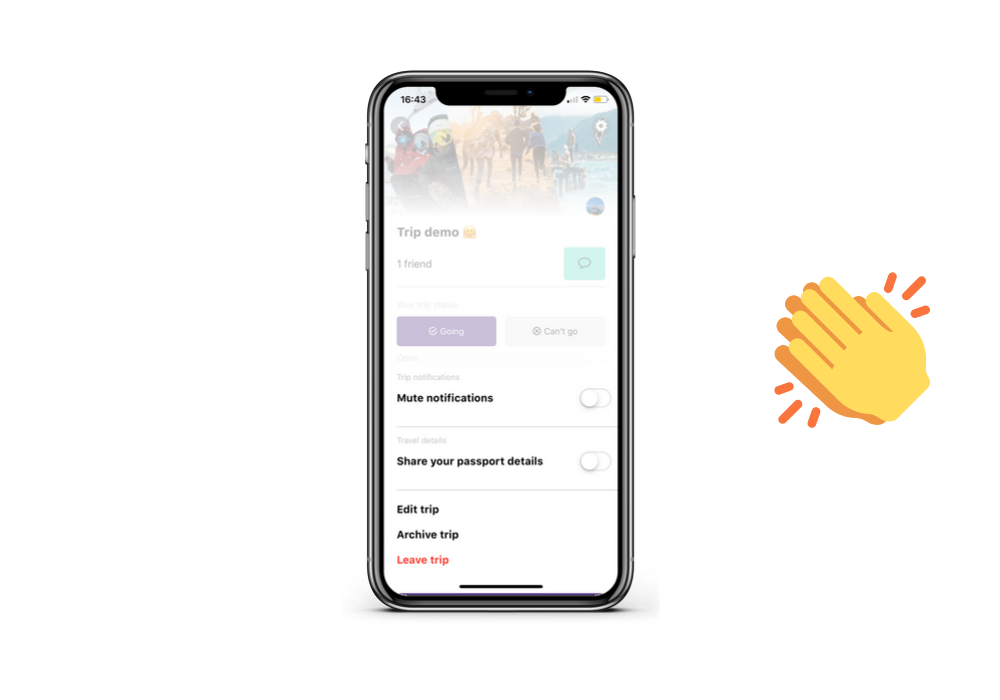 16:43
Trip demo 😊
1 friend
Your trip status
Going
Can't go
Trip notifications
Mute notifications
Travel details
Share your passport details
Edit trip
Archive trip
Leave trip